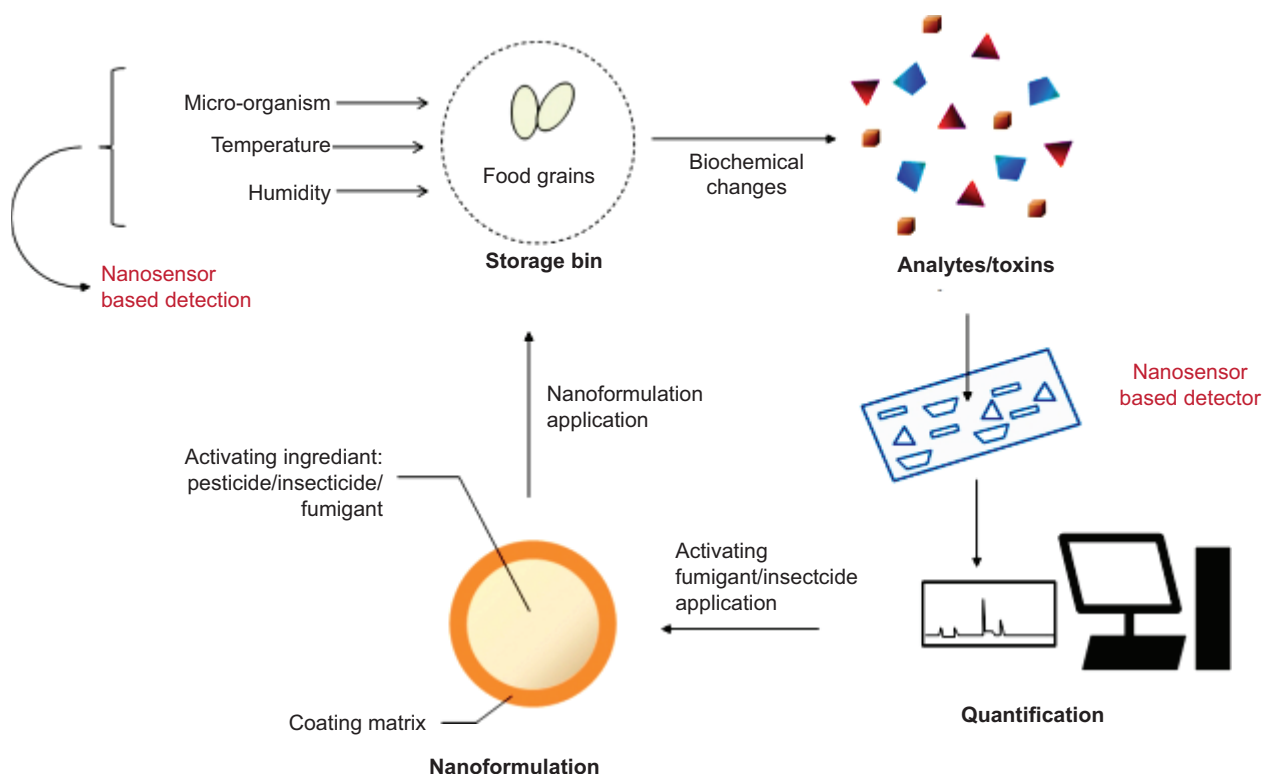 Micro-organism
Temperature
Humidity
Food grains
Storage bin
Biochemical
changes
Analytes/toxins
Nanosensor
based detection
Nanosensor
based detector
Nanoformulation
application
Activating ingrediant:
pesticide/insecticide/
fumigant
Activating
fumigant/insectcide
application
Coating matrix
Nanoformulation
Quantification